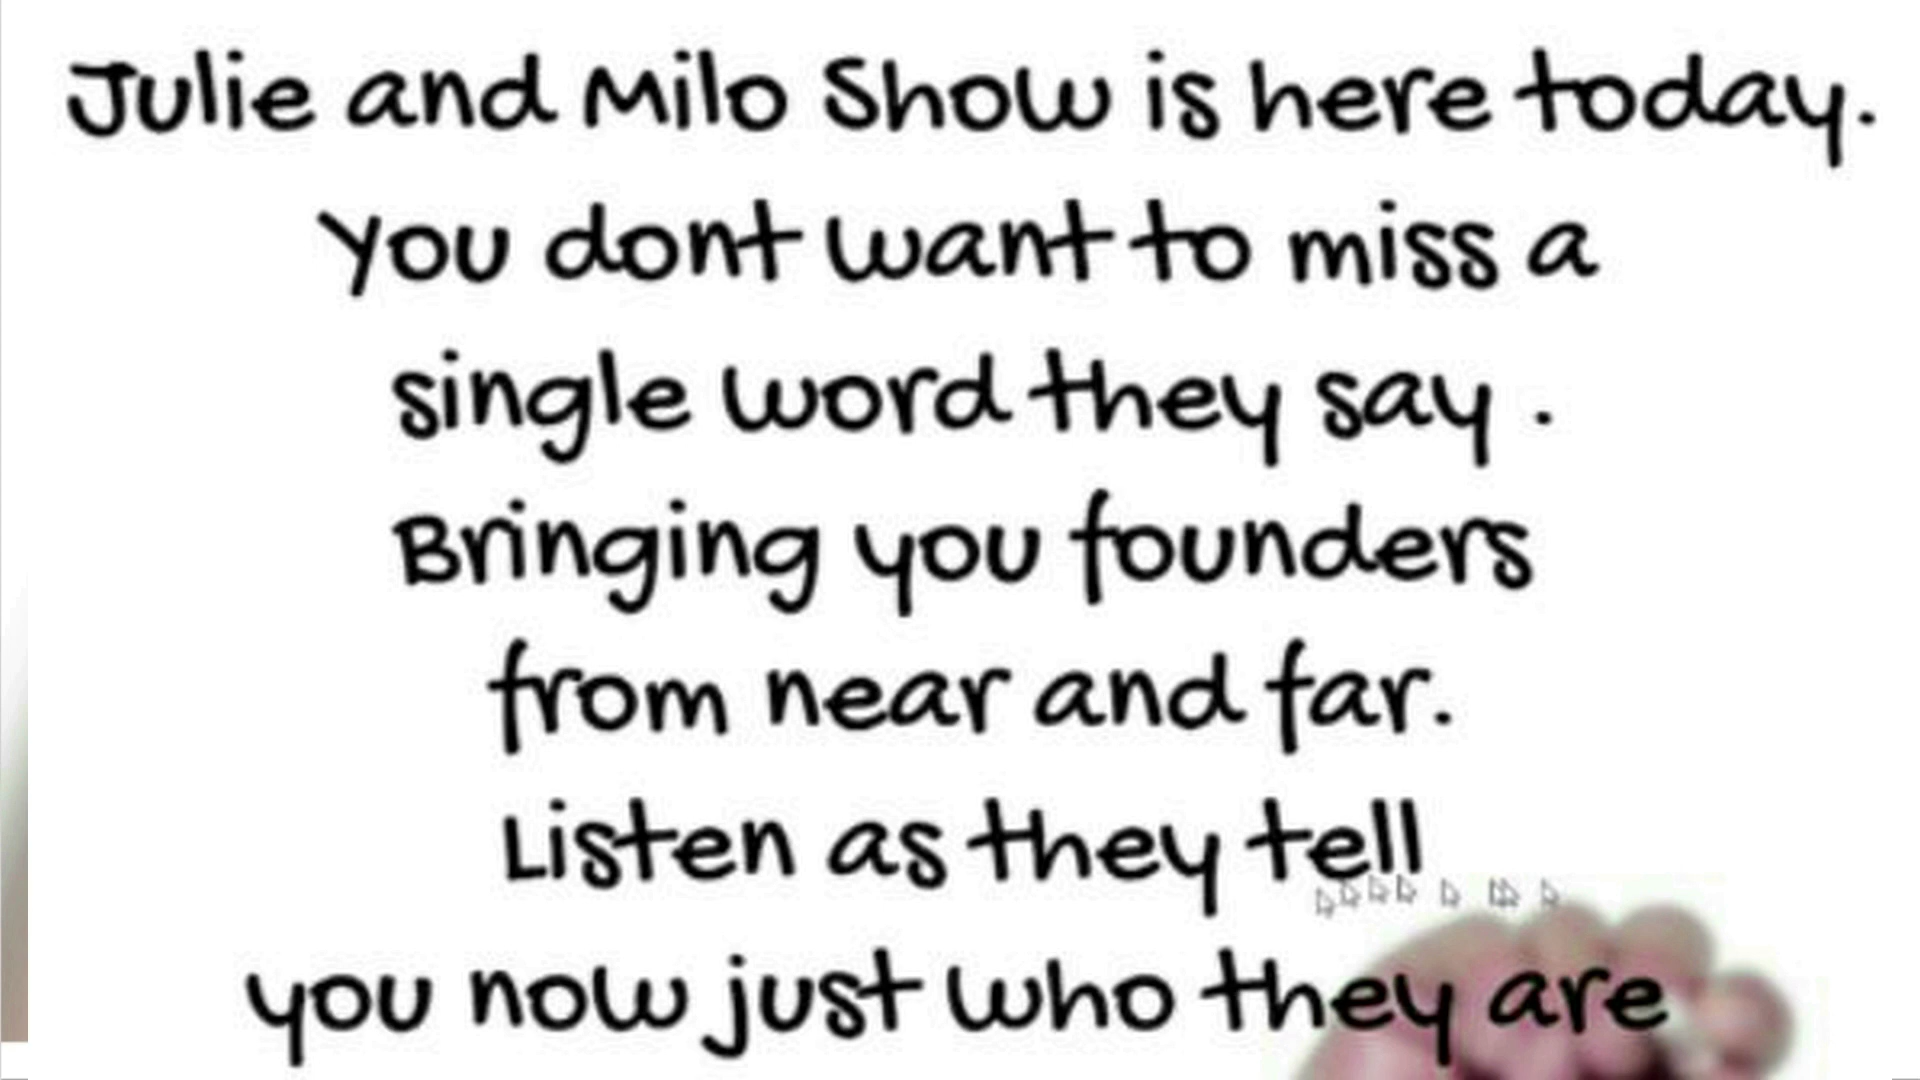 Julie and Milo Show is here today.
You dont want to miss a
single word they say .
Bringing you founders
from near and far.
Listen as they tell
you now just who they are